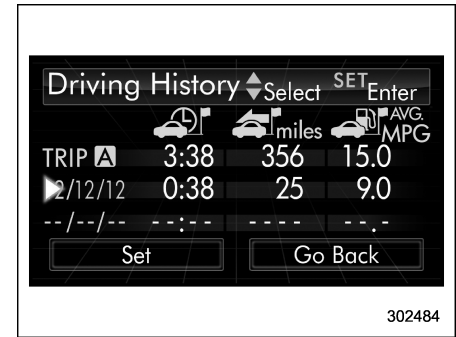 Driving History Select SET Enter
miles AVG. MPG
TRIP A 3:38 356 15.0
2/12/12 0:38 25 9.0
--/--/-- --:-- ---- --.-
Set Go Back
302484